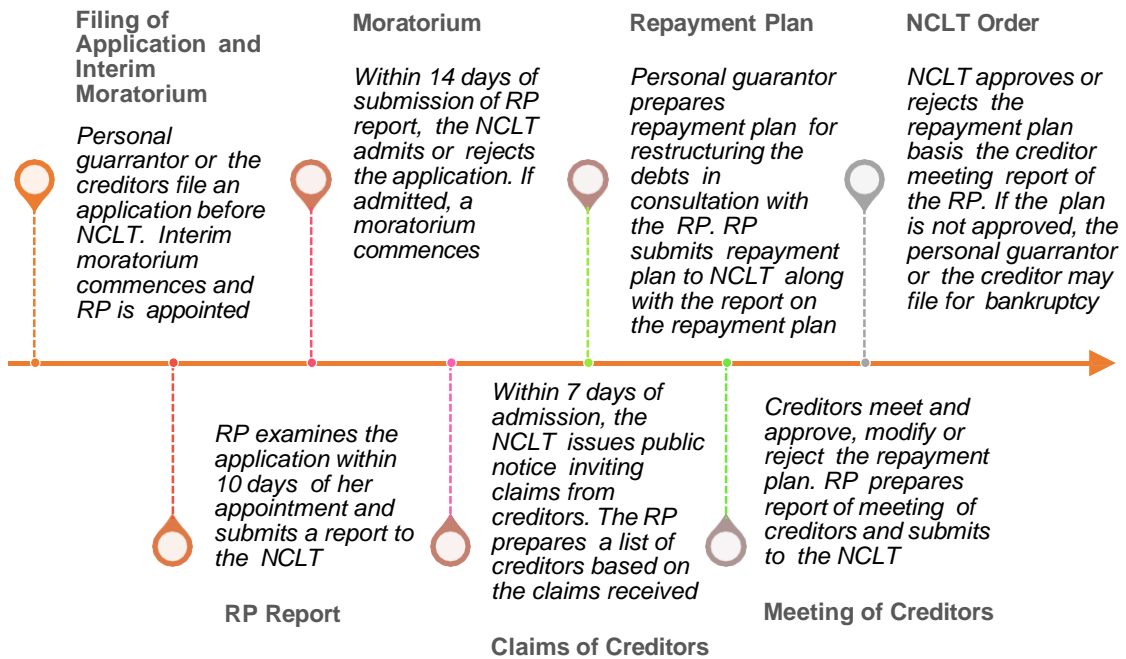 Filing of
Application and
Interim
Moratorium
Personal
guarrantor or the
creditors file an
application before
NCLT. Interim
moratorium
commences and
RP is appointed
RP examines the
application within
10 days of her
appointment and
submits a report to
the NCLT
RP Report
Moratorium
Within 14 days of
submission of RP
report, the NCLT
admits or rejects
the application. If
admitted, a
moratorium
commences
Within 7 days of
admission, the
NCLT issues public
notice inviting
claims from
creditors. The RP
prepares a list of
creditors based on
the claims received
Claims of Creditors
Repayment Plan
Personal guarantor
prepares
repayment plan for
restructuring the
debts in
consultation with
the RP. RP
submits repayment
plan to NCLT along
with the report on
the repayment plan
Creditors meet and
approve, modify or
reject the repayment
plan. RP prepares
report of meeting of
creditors and submits
to the NCLT
Meeting of Creditors
NCLT Order
NCLT approves or
rejects the
repayment plan
basis the creditor
meeting report of
the RP. If the plan
is not approved, the
personal guarrantor
or the creditor may
file for bankruptcy